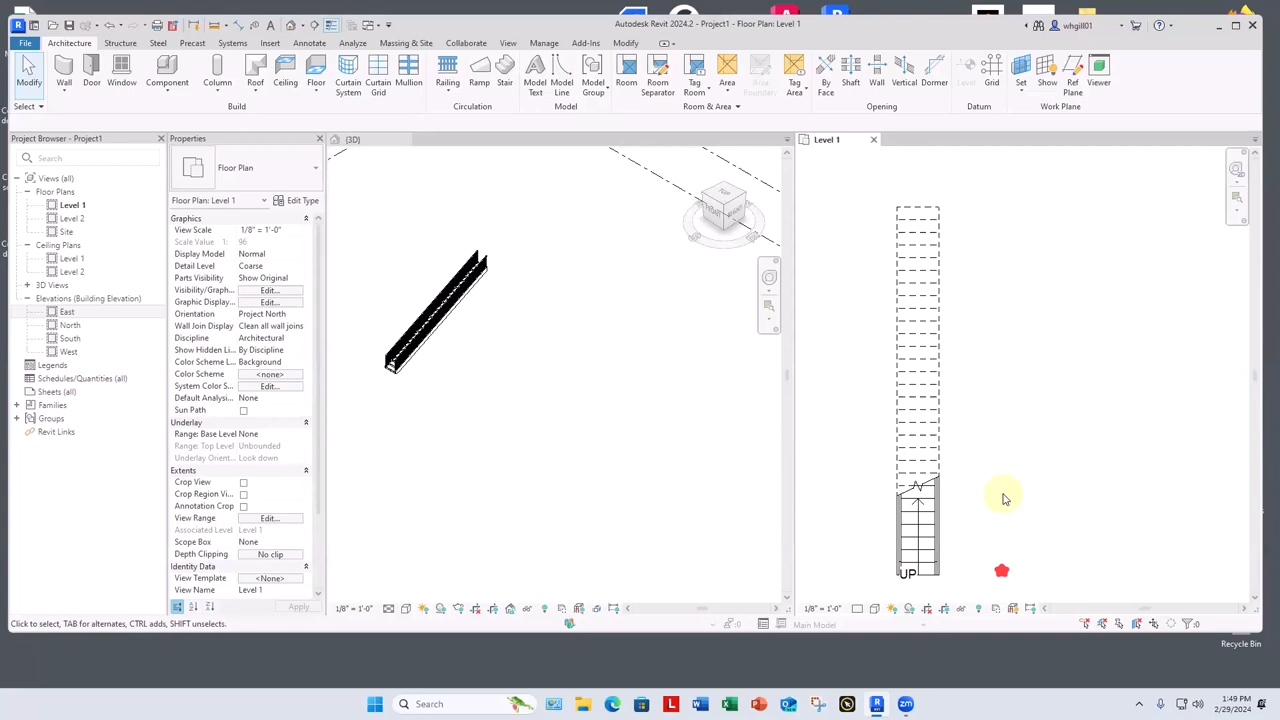 Autodesk Revit 2024.2 - Project1 - Floor Plan: Level 1
whgill01
File Architecture Structure Steel Precast Systems Insert Annotate Analyze Massing & Site Collaborate View Manage Add-Ins Modify
Modify Wall Door Window Component Column Roof Ceiling Floor Curtain System Curtain Grid Mullion Railing Ramp Stair Model Text Model Line Model Group Room Room Separator Tag Room Area Area Boundary Tag Area By Face Shaft Wall Vertical Dormer Level Grid Set Show Ref Plane Viewer
Select Build Circulation Model Room & Area Opening Datum Work Plane
Project Browser - Project1
Search
Views (all)
Floor Plans
Level 1
Level 2
Site
Ceiling Plans
Level 1
Level 2
3D Views
Elevations (Building Elevation)
East
North
South
West
Legends
Schedules/Quantities (all)
Sheets (all)
Families
Groups
Revit Links
Properties
Floor Plan
Floor Plan: Level 1 Edit Type
Graphics
View Scale 1/8" = 1'-0"
Scale Value 1: 96
Display Model Normal
Detail Level Coarse
Parts Visibility Show Original
Visibility/Graph... Edit...
Graphic Display... Edit...
Orientation Project North
Wall Join Display Clean all wall joins
Discipline Architectural
Show Hidden Li... By Discipline
Color Scheme L... Background
Color Scheme <none>
System Color S... Edit...
Default Analysi... None
Sun Path
Underlay
Range: Base Level None
Range: Top Level Unbounded
Underlay Orient... Look down
Extents
Crop View
Crop Region Vi...
Annotation Crop
View Range Edit...
Associated Level Level 1
Scope Box None
Depth Clipping No clip
Identity Data
View Template <None>
View Name Level 1
Apply
{3D}
TOP
1/8" = 1'-0"
Level 1
UP
1/8" = 1'-0"
Click to select, TAB for alternates, CTRL adds, SHIFT unselects.
:0
Main Model
:0
Recycle Bin
Search
1:49 PM
2/29/2024